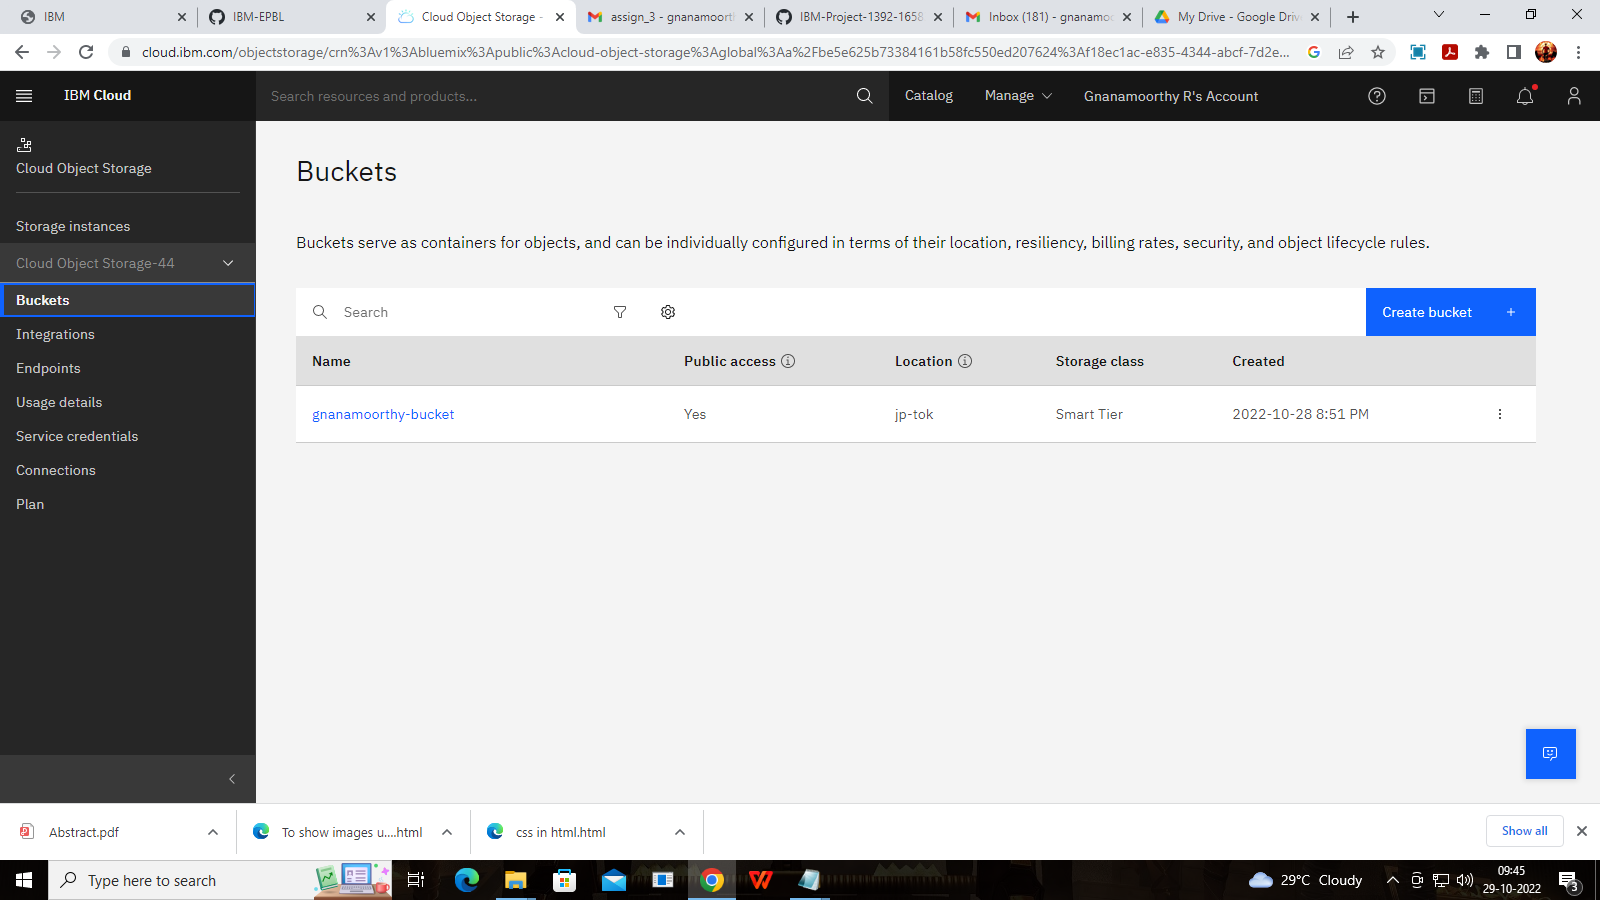 IBM
IBM-EPBL
Cloud Object Storage -
assign_3 - gnanamoorth
IBM-Project-1392-1658
Inbox (181) - gnanamoo
My Drive - Google Driv
cloud.ibm.com/objectstorage/crn%3Av1%3Abluemix%3Apublic%3Acloud-object-storage%3Aglobal%3Aa%2Fbe5e625b73384161b58fc550ed207624%3Af18ec1ac-e835-4344-abcf-7d2e...
IBM Cloud
Search resources and products...
Catalog
Manage
Gnanamoorthy R's Account
Cloud Object Storage
Storage instances
Cloud Object Storage-44
Buckets
Integrations
Endpoints
Usage details
Service credentials
Connections
Plan
Buckets
Buckets serve as containers for objects, and can be individually configured in terms of their location, resiliency, billing rates, security, and object lifecycle rules.
Search
Create bucket +
Name Public access Location Storage class Created
gnanamoorthy-bucket Yes jp-tok Smart Tier 2022-10-28 8:51 PM
Abstract.pdf
To show images u....html
css in html.html
Show all
Type here to search
29°C Cloudy
09:45
29-10-2022
3